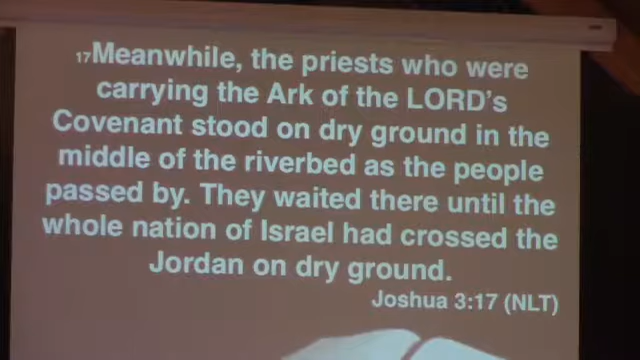 17Meanwhile, the priests who were
carrying the Ark of the LORD's
Covenant stood on dry ground in the
middle of the riverbed as the people
passed by. They waited there until the
whole nation of Israel had crossed the
Jordan on dry ground.
Joshua 3:17 (NLT)